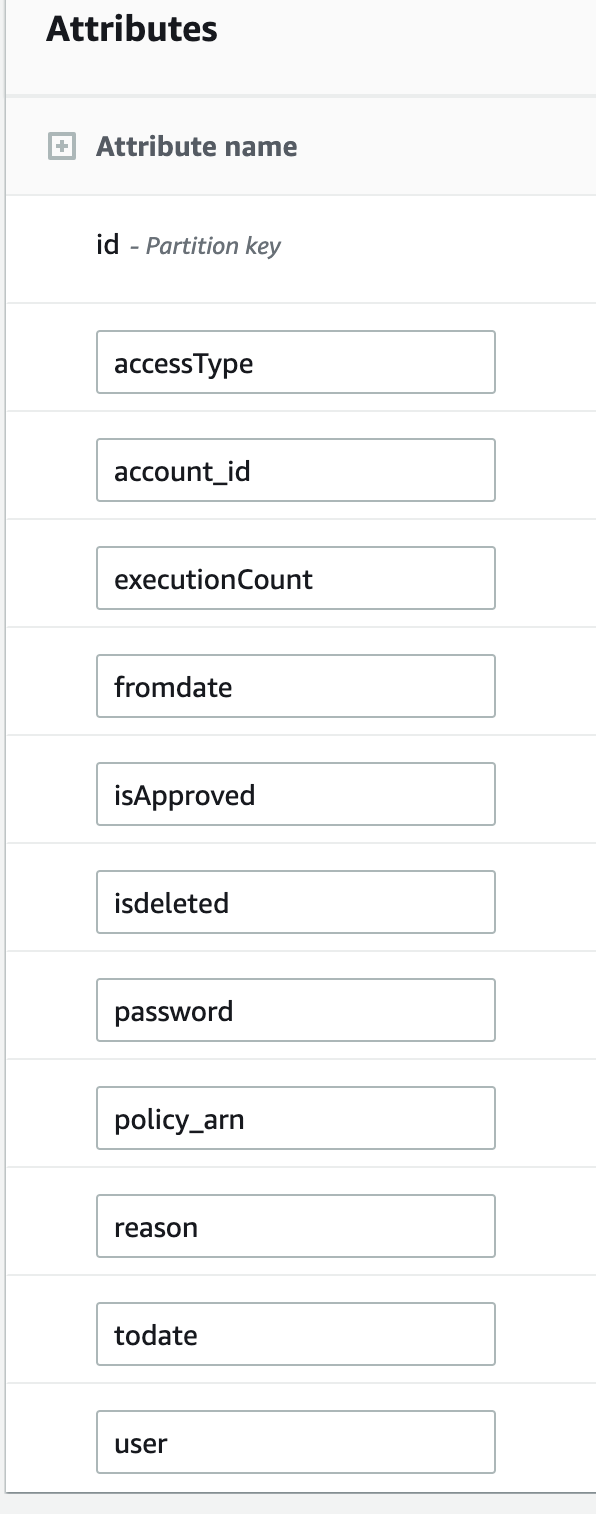 Attributes
Attribute name
id - Partition key
accessType
account_id
executionCount
fromdate
isApproved
isdeleted
password
policy_arn
reason
todate
user